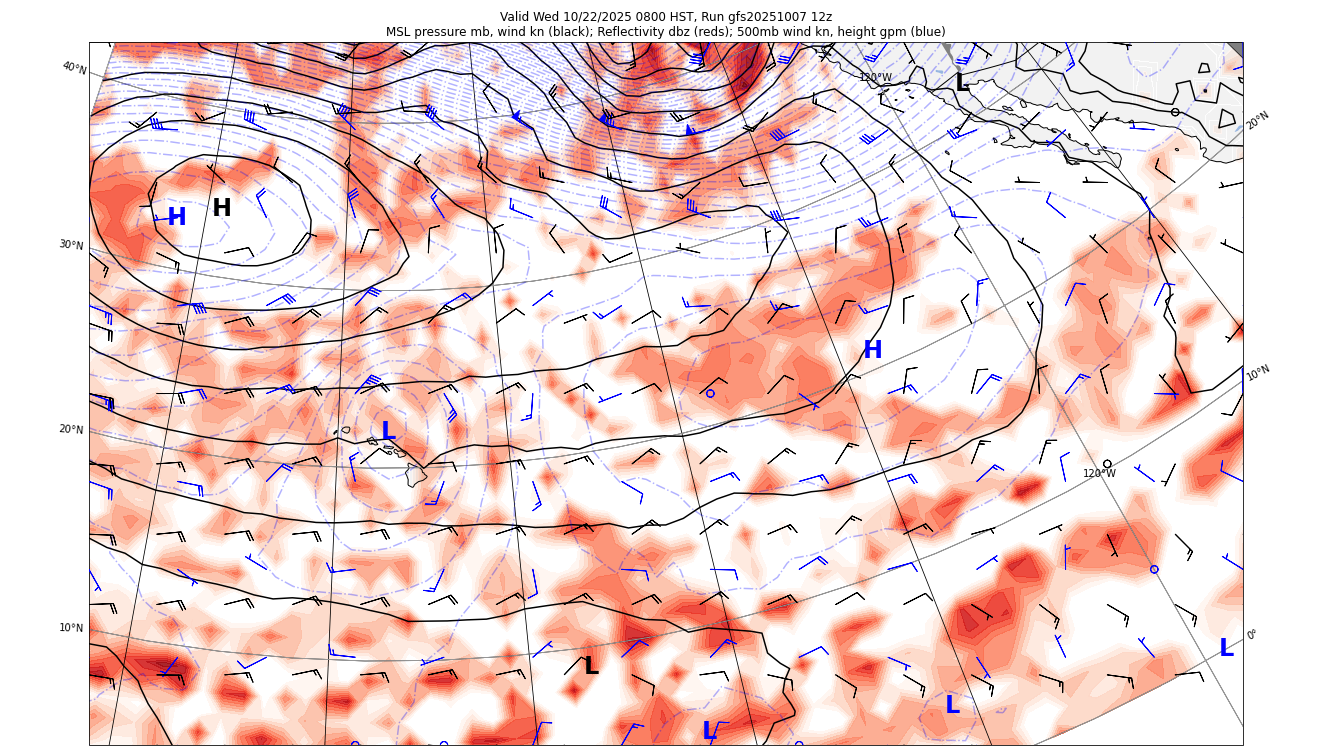 Valid Wed 10/22/2025 0800 HST, Run gfs20251007 12z
MSL pressure mb, wind kn (black); Reflectivity dbz (reds); 500mb wind kn, height gpm (blue)
40°N
120°W
L
20°N
H
H
30°N
H
10°N
20°N
L
120°W
10°N
0°
L
L
L
L